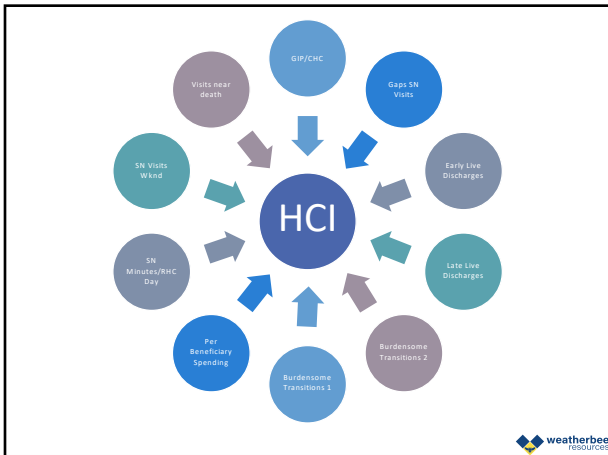 GIP/CHC
Gaps SN
Visits
Early Live
Discharges
Late Live
Discharges
Burdensome
Transitions 2
Burdensome
Transitions 1
Per
Beneficiary
Spending
SN
Minutes/RHC
Day
SN Visits
Wknd
Visits near
death
HCI
weatherbee
resources